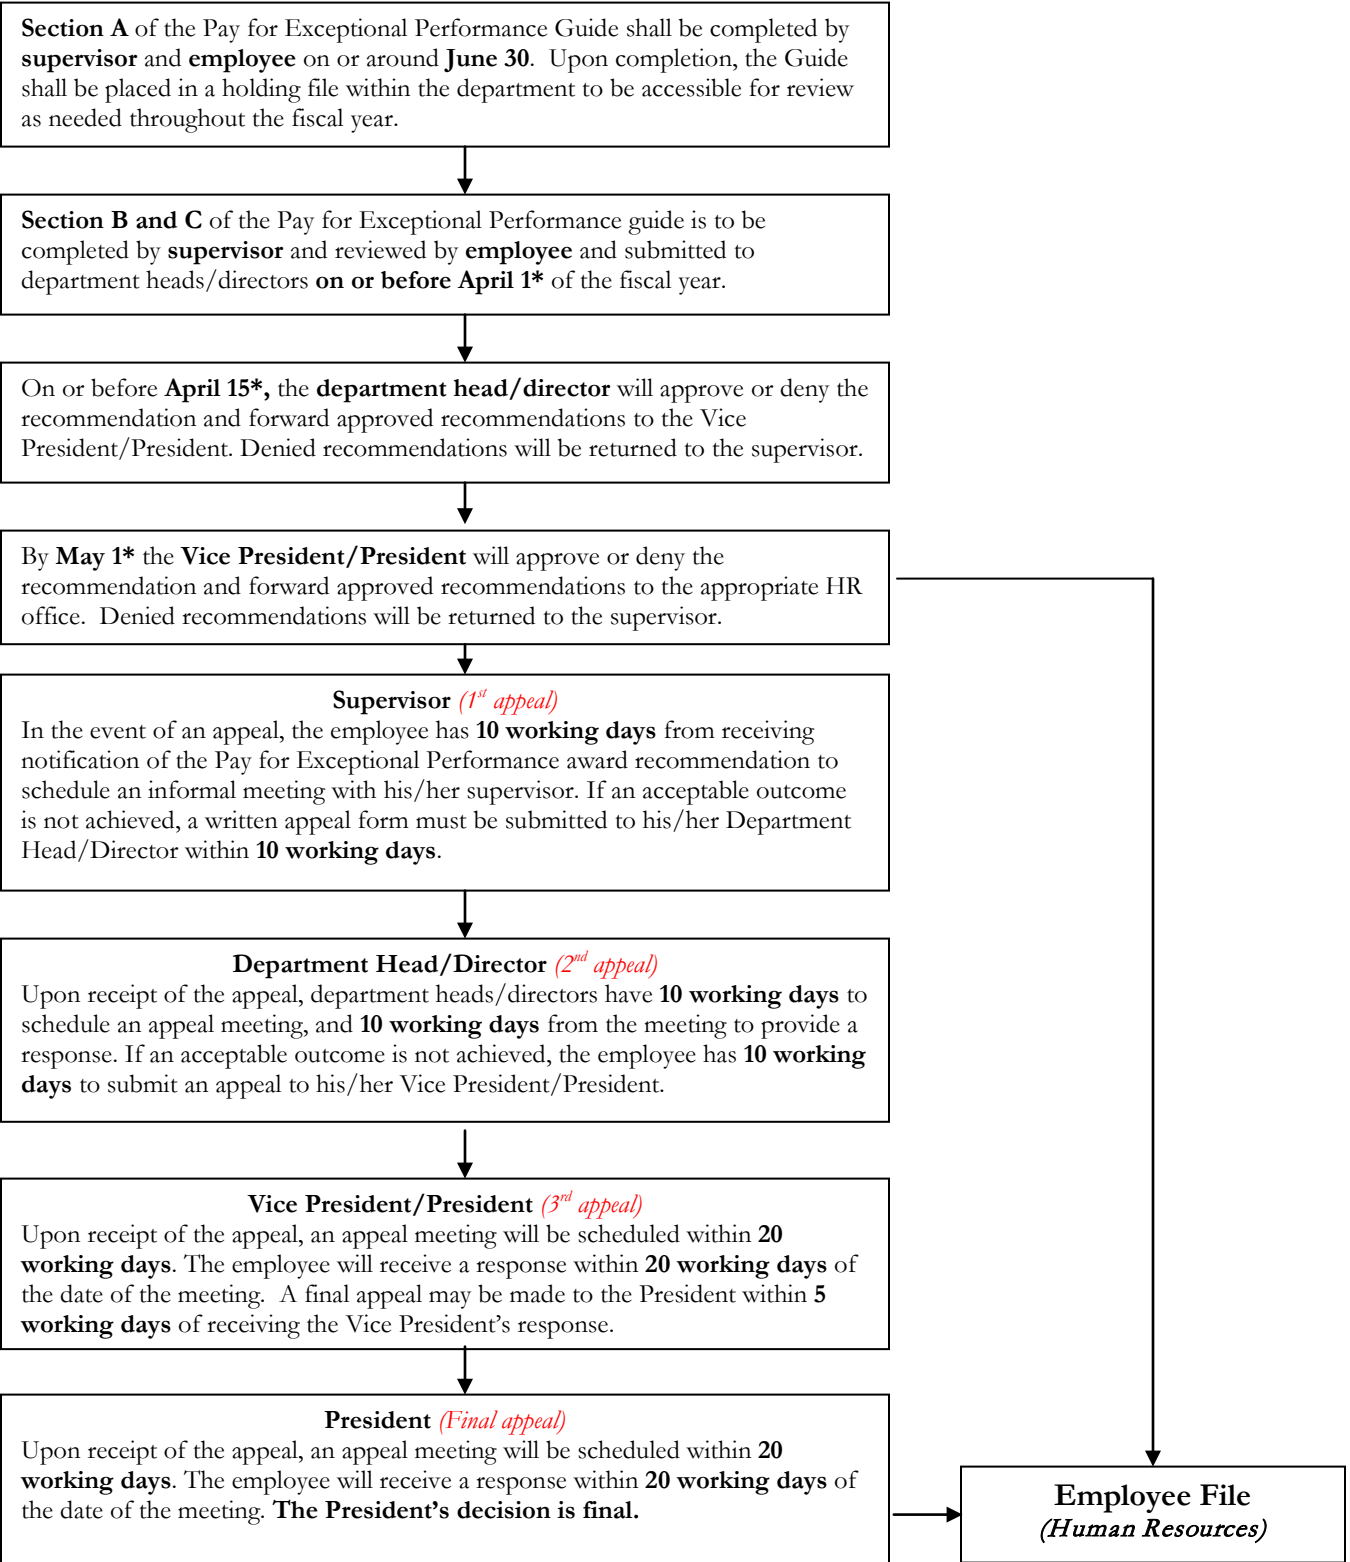 Section A of the Pay for Exceptional Performance Guide shall be completed by
supervisor and employee on or around June 30.  Upon completion, the Guide
shall be placed in a holding file within the department to be accessible for review
as needed throughout the fiscal year.
Section B and C of the Pay for Exceptional Performance guide is to be
completed by supervisor and reviewed by employee and submitted to
department heads/directors on or before April 1* of the fiscal year.
On or before April 15*, the department head/director will approve or deny the
recommendation and forward approved recommendations to the Vice
President/President. Denied recommendations will be returned to the supervisor.
By May 1* the Vice President/President will approve or deny the
recommendation and forward approved recommendations to the appropriate HR
office.  Denied recommendations will be returned to the supervisor.
Supervisor (1st appeal)
In the event of an appeal, the employee has 10 working days from receiving
notification of the Pay for Exceptional Performance award recommendation to
schedule an informal meeting with his/her supervisor. If an acceptable outcome
is not achieved, a written appeal form must be submitted to his/her Department
Head/Director within 10 working days.
Department Head/Director (2nd appeal)
Upon receipt of the appeal, department heads/directors have 10 working days to
schedule an appeal meeting, and 10 working days from the meeting to provide a
response. If an acceptable outcome is not achieved, the employee has 10 working
days to submit an appeal to his/her Vice President/President.
Vice President/President (3rd appeal)
Upon receipt of the appeal, an appeal meeting will be scheduled within 20
working days. The employee will receive a response within 20 working days of
the date of the meeting.  A final appeal may be made to the President within 5
working days of receiving the Vice President’s response.
President (Final appeal)
Upon receipt of the appeal, an appeal meeting will be scheduled within 20
working days. The employee will receive a response within 20 working days of
the date of the meeting. The President’s decision is final.
Employee File
(Human Resources)